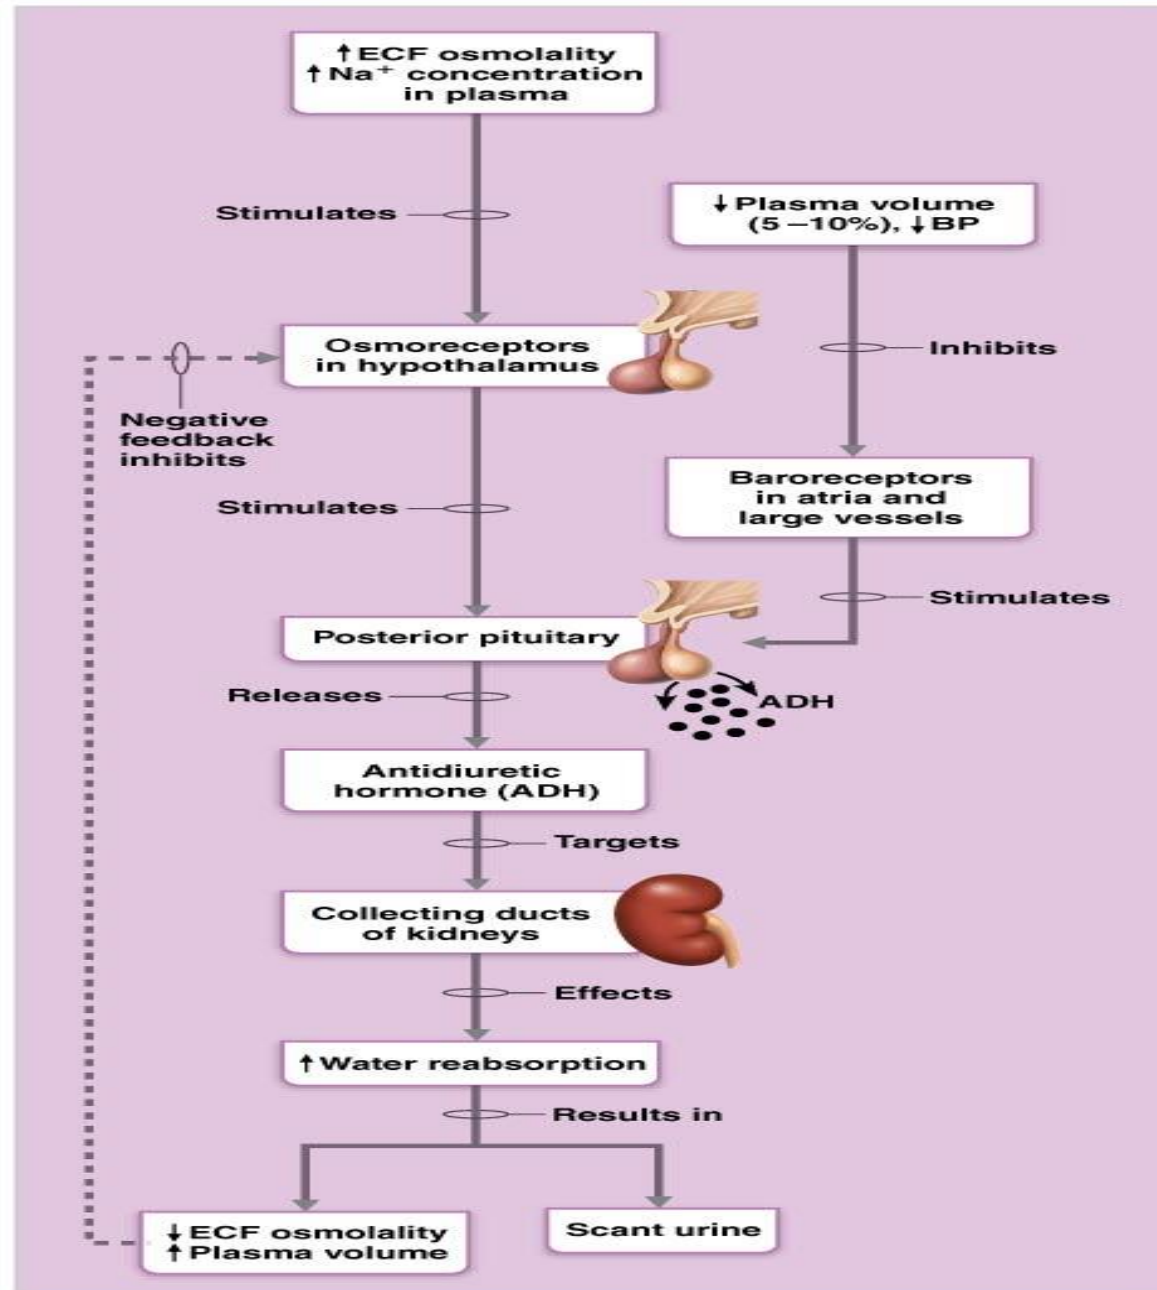 ↑ECF osmolality
↑Na⁺ concentration
in plasma
Stimulates
↓Plasma volume
(5–10%), ↓BP
Osmoreceptors
in hypothalamus
Inhibits
Negative
feedback
inhibits
Baroreceptors
in atria and
large vessels
Stimulates
Stimulates
Posterior pituitary
Releases
ADH
Antidiuretic
hormone (ADH)
Targets
Collecting ducts
of kidneys
Effects
↑Water reabsorption
Results in
↓ECF osmolality
↑Plasma volume
Scant urine